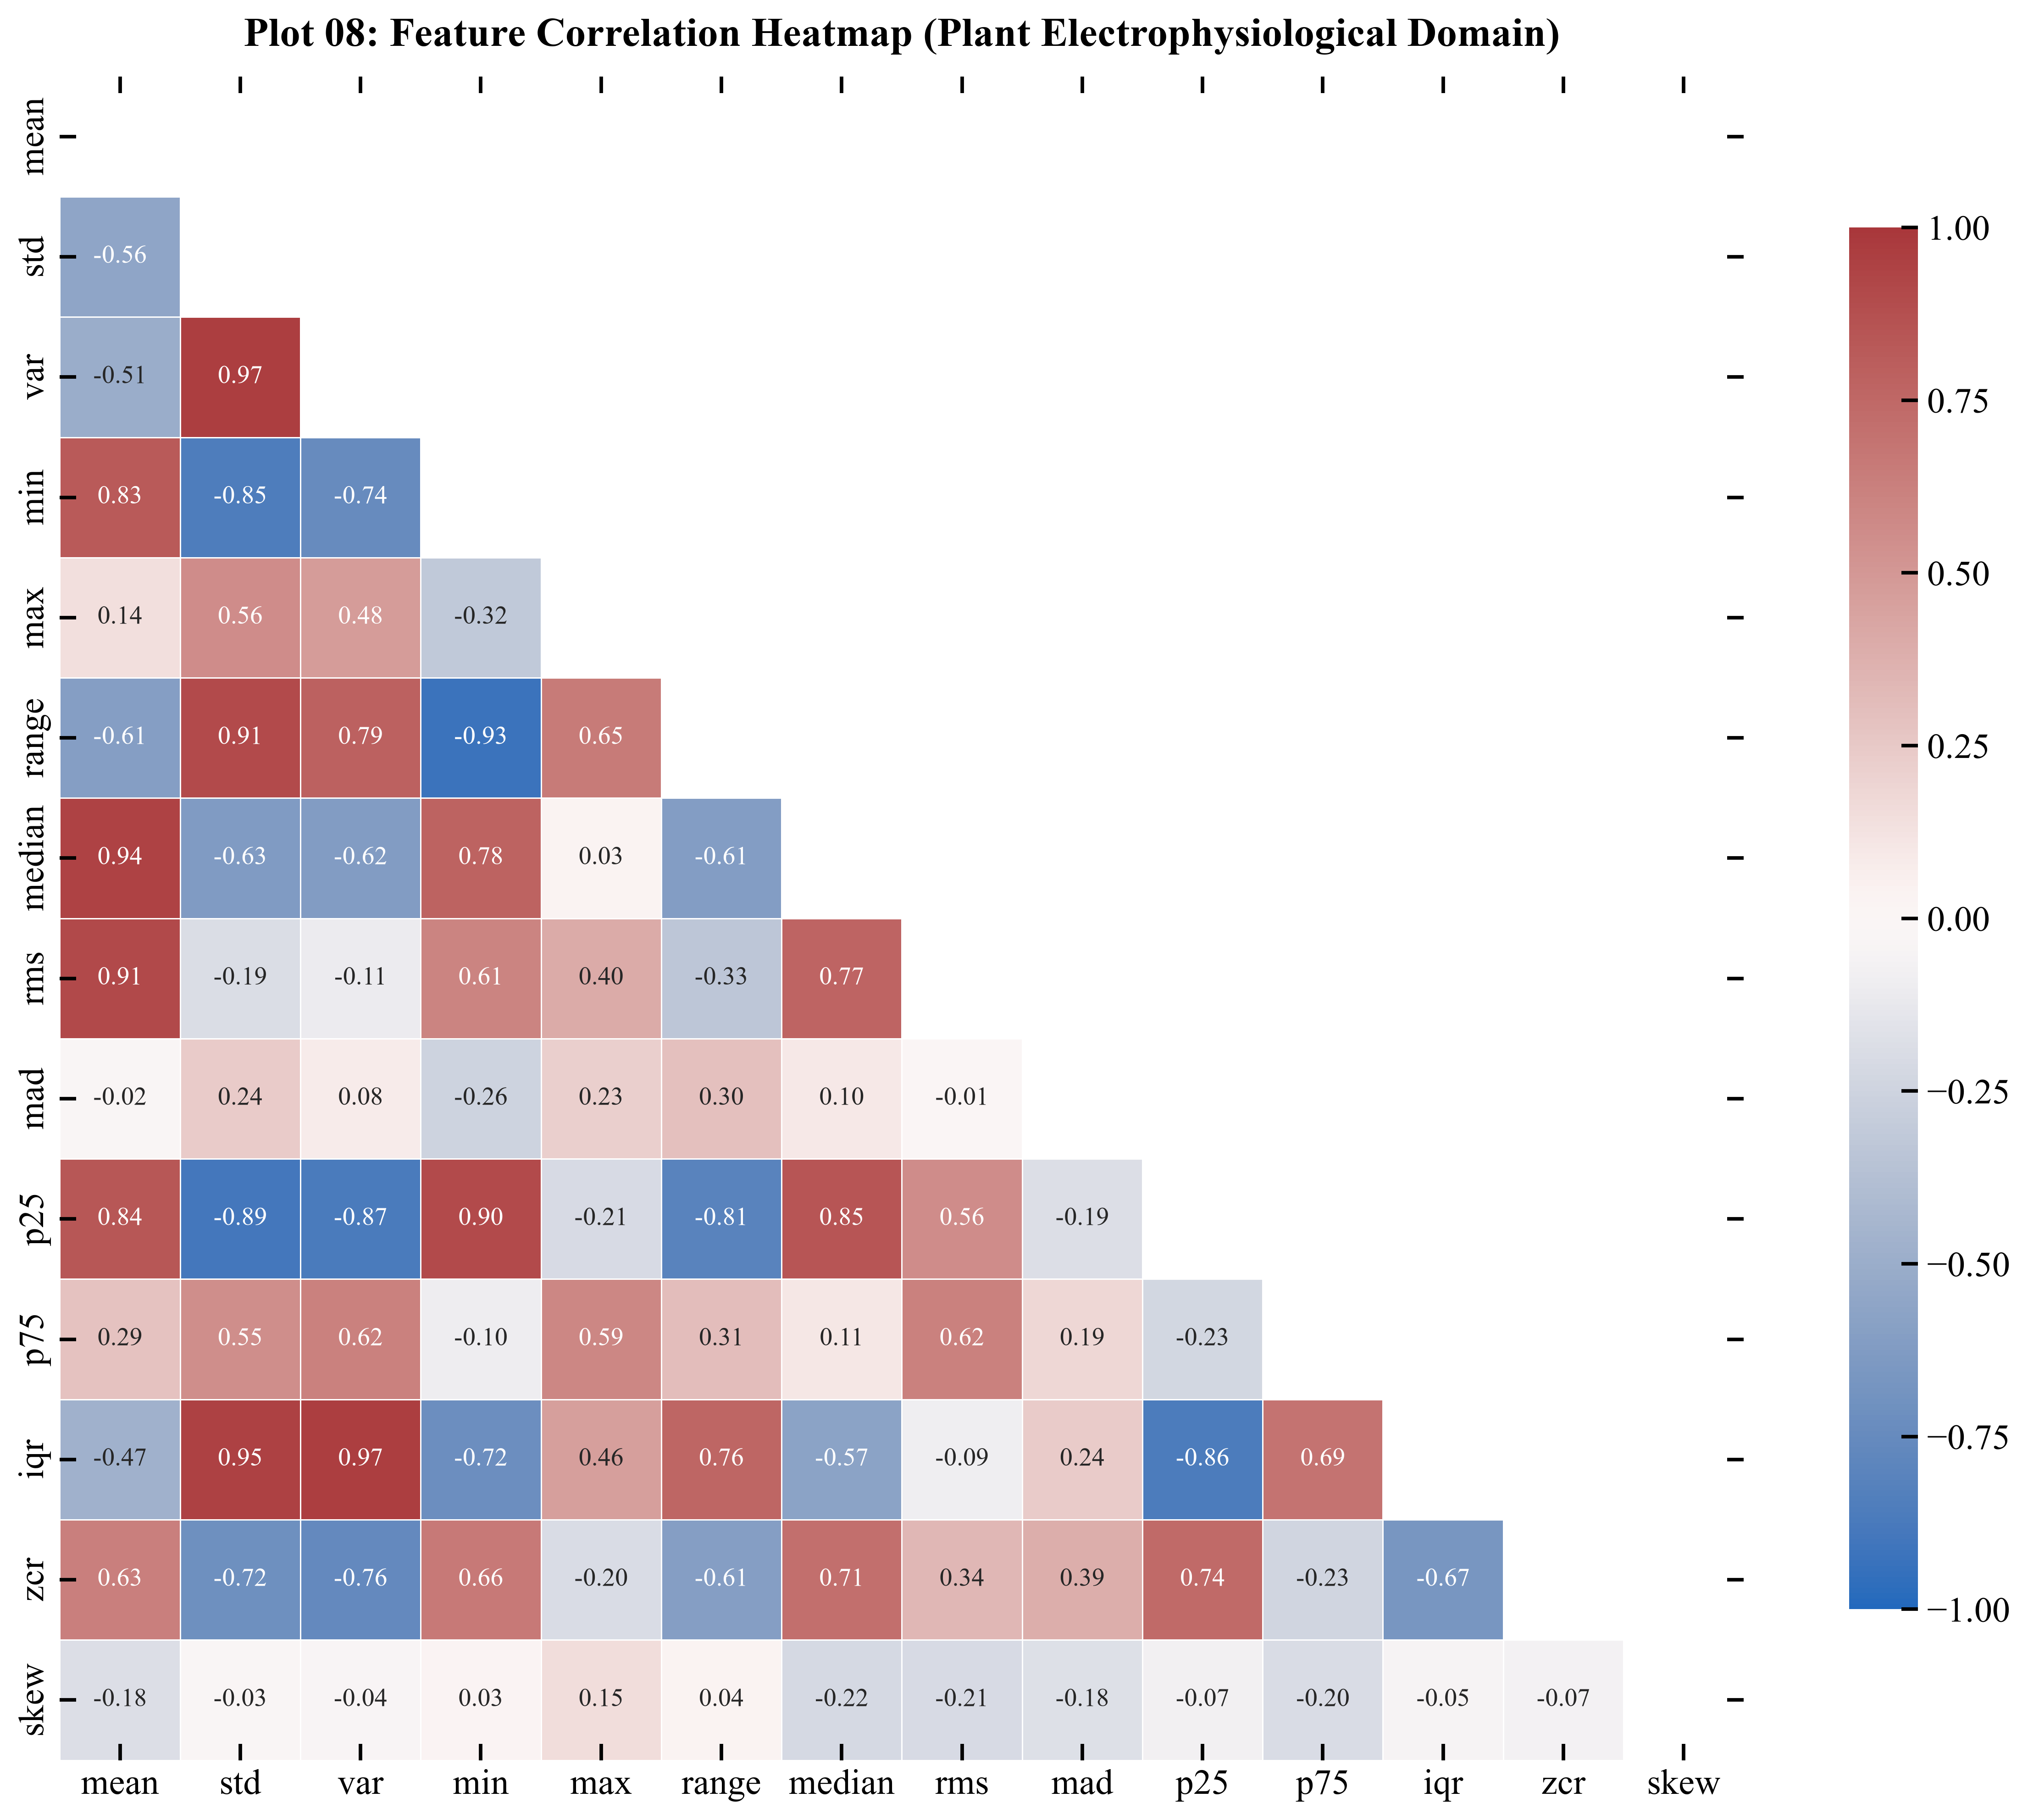 Plot 08: Feature Correlation Heatmap (Plant Electrophysiological Domain)
mean
std -0.56
var -0.51 0.97
min 0.83 -0.85 -0.74
max 0.14 0.56 0.48 -0.32
range -0.61 0.91 0.79 -0.93 0.65
median 0.94 -0.63 -0.62 0.78 0.03 -0.61
rms 0.91 -0.19 -0.11 0.61 0.40 -0.33 0.77
mad -0.02 0.24 0.08 -0.26 0.23 0.30 0.10 -0.01
p25 0.84 -0.89 -0.87 0.90 -0.21 -0.81 0.85 0.56 -0.19
p75 0.29 0.55 0.62 -0.10 0.59 0.31 0.11 0.62 0.19 -0.23
iqr -0.47 0.95 0.97 -0.72 0.46 0.76 -0.57 -0.09 0.24 -0.86 0.69
zcr 0.63 -0.72 -0.76 0.66 -0.20 -0.61 0.71 0.34 0.39 0.74 -0.23 -0.67
skew -0.18 -0.03 -0.04 0.03 0.15 0.04 -0.22 -0.21 -0.18 -0.07 -0.20 -0.05 -0.07
mean std var min max range median rms mad p25 p75 iqr zcr skew
1.00
0.75
0.50
0.25
0.00
−0.25
−0.50
−0.75
−1.00